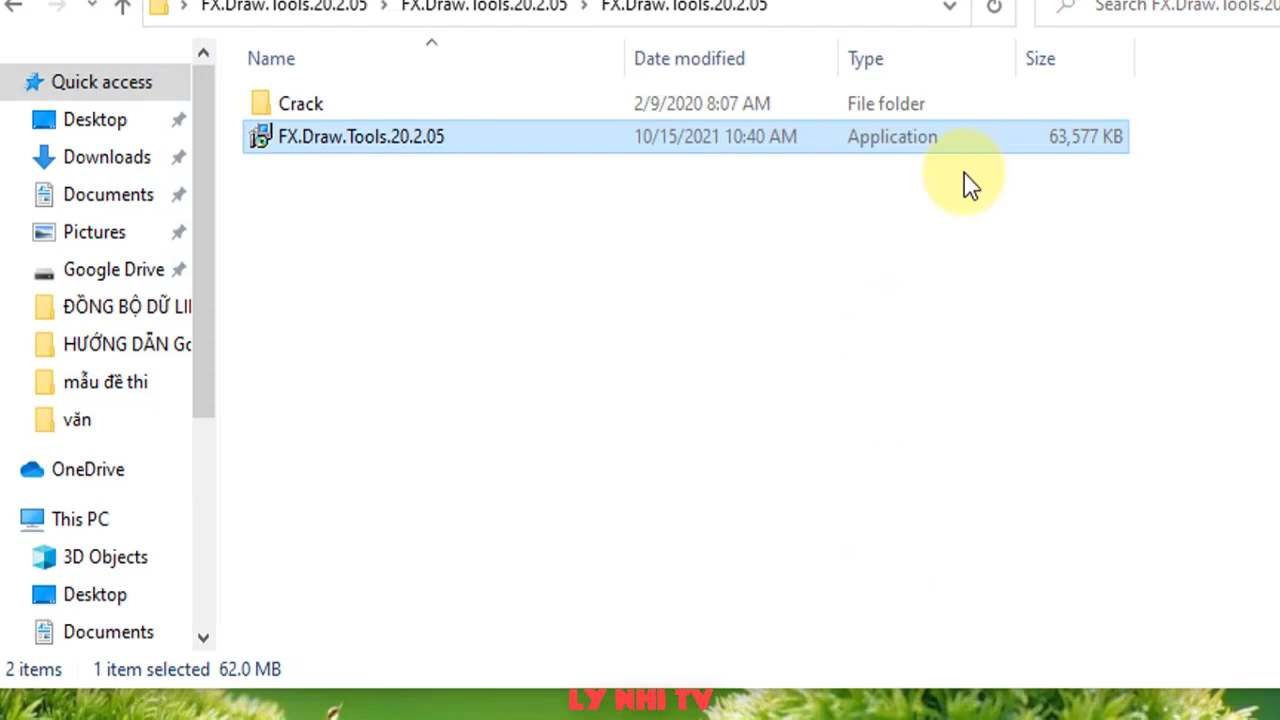 FX.Draw.Tools.20.2.05 FX.Draw.Tools.20.2.05 FX.Draw.Tools.20.2.05 Search FX.Draw.Tools.20
Name Date modified Type Size
Quick access
Crack 2/9/2020 8:07 AM File folder
Desktop
FX.Draw.Tools.20.2.05 10/15/2021 10:40 AM Application 63,577 KB
Downloads
Documents
Pictures
Google Drive
ĐỒNG BỘ DỮ LI
HƯỚNG DẪN Go
mẫu đề thi
văn
OneDrive
This PC
3D Objects
Desktop
Documents
2 items 1 item selected 62.0 MB
LY NHI TV